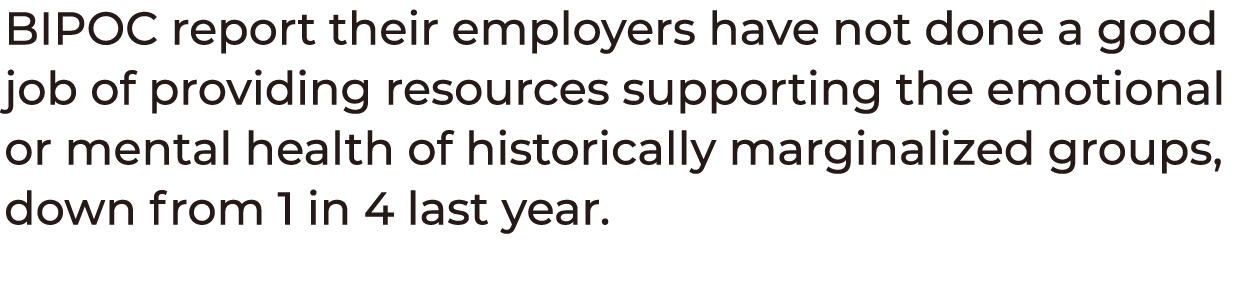 BIPOC report their employers have not done a good
job of providing resources supporting the emotional
or mental health of historically marginalized groups,
down from 1 in 4 last year.